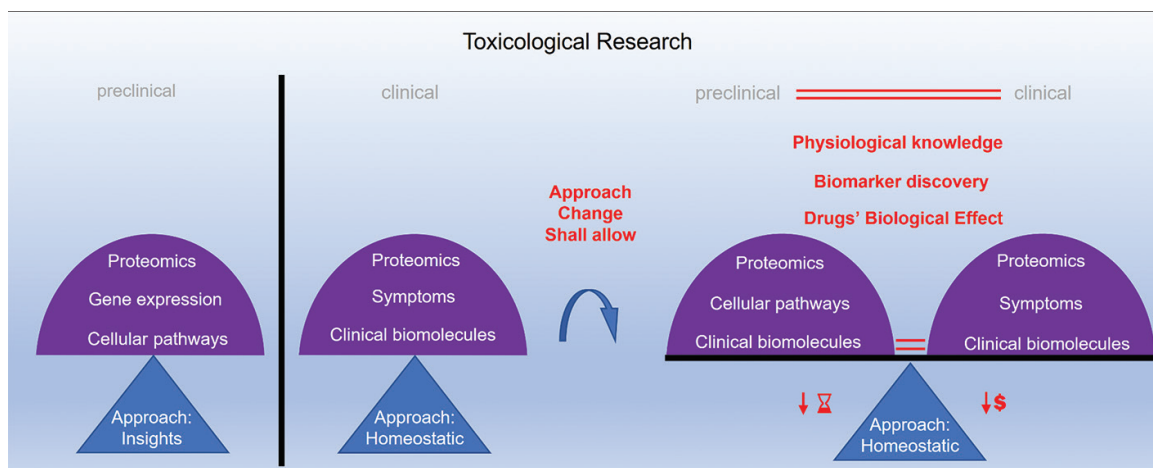 Toxicological Research
preclinical
clinical
preclinical
clinical
Physiological knowledge
Biomarker discovery
Drugs' Biological Effect
Approach
Change
Shall allow
Proteomics
Gene expression
Cellular pathways
Approach:
Insights
Proteomics
Symptoms
Clinical biomolecules
Approach:
Homeostatic
Proteomics
Cellular pathways
Clinical biomolecules
Proteomics
Symptoms
Clinical biomolecules
$
Approach:
Homeostatic